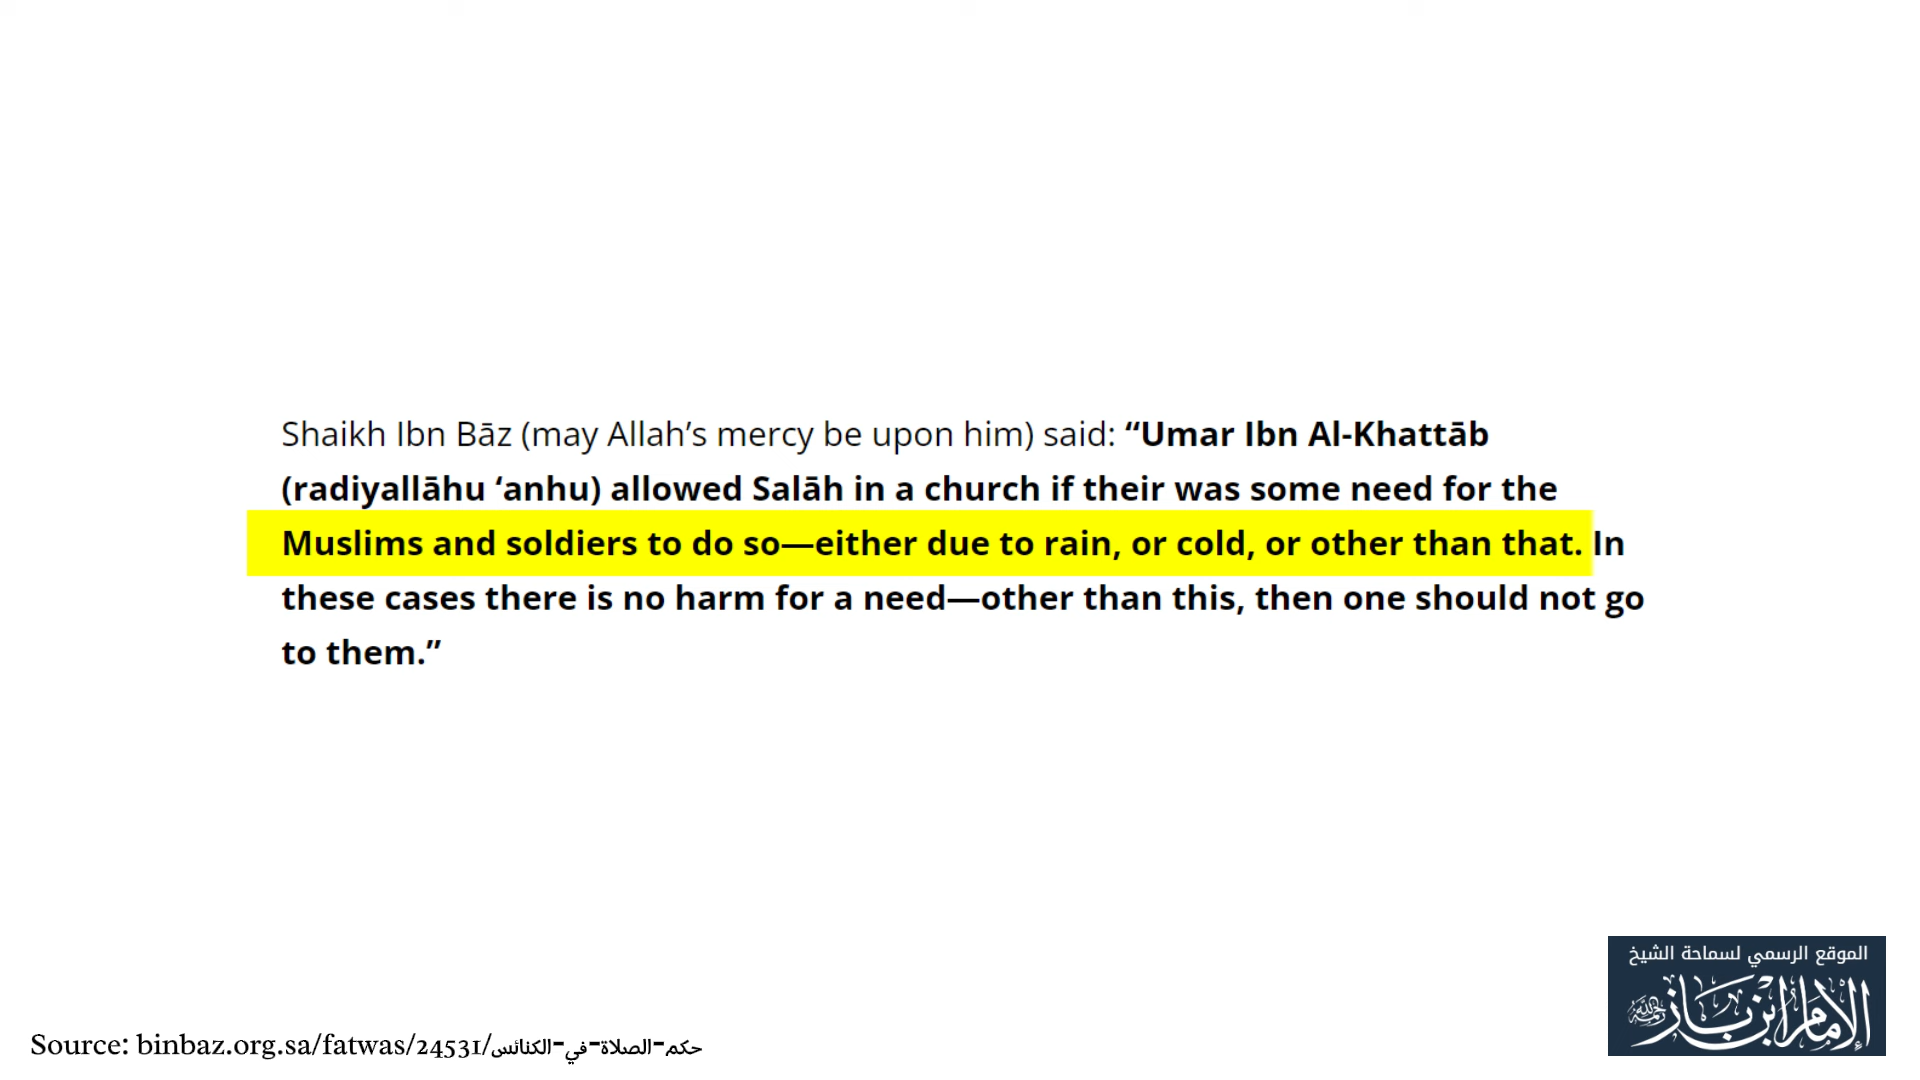 Shaikh Ibn Bāz (may Allah’s mercy be upon him) said: “Umar Ibn Al-Khattāb
(radiyallāhu ‘anhu) allowed Salāh in a church if their was some need for the
Muslims and soldiers to do so—either due to rain, or cold, or other than that. In
these cases there is no harm for a need—other than this, then one should not go
to them.”
الموقع الرسمي لسماحة الشيخ
الإمام ابن باز رحمه الله
Source: binbaz.org.sa/fatwas/24531/حكم-الصلاة-في-الكنائس